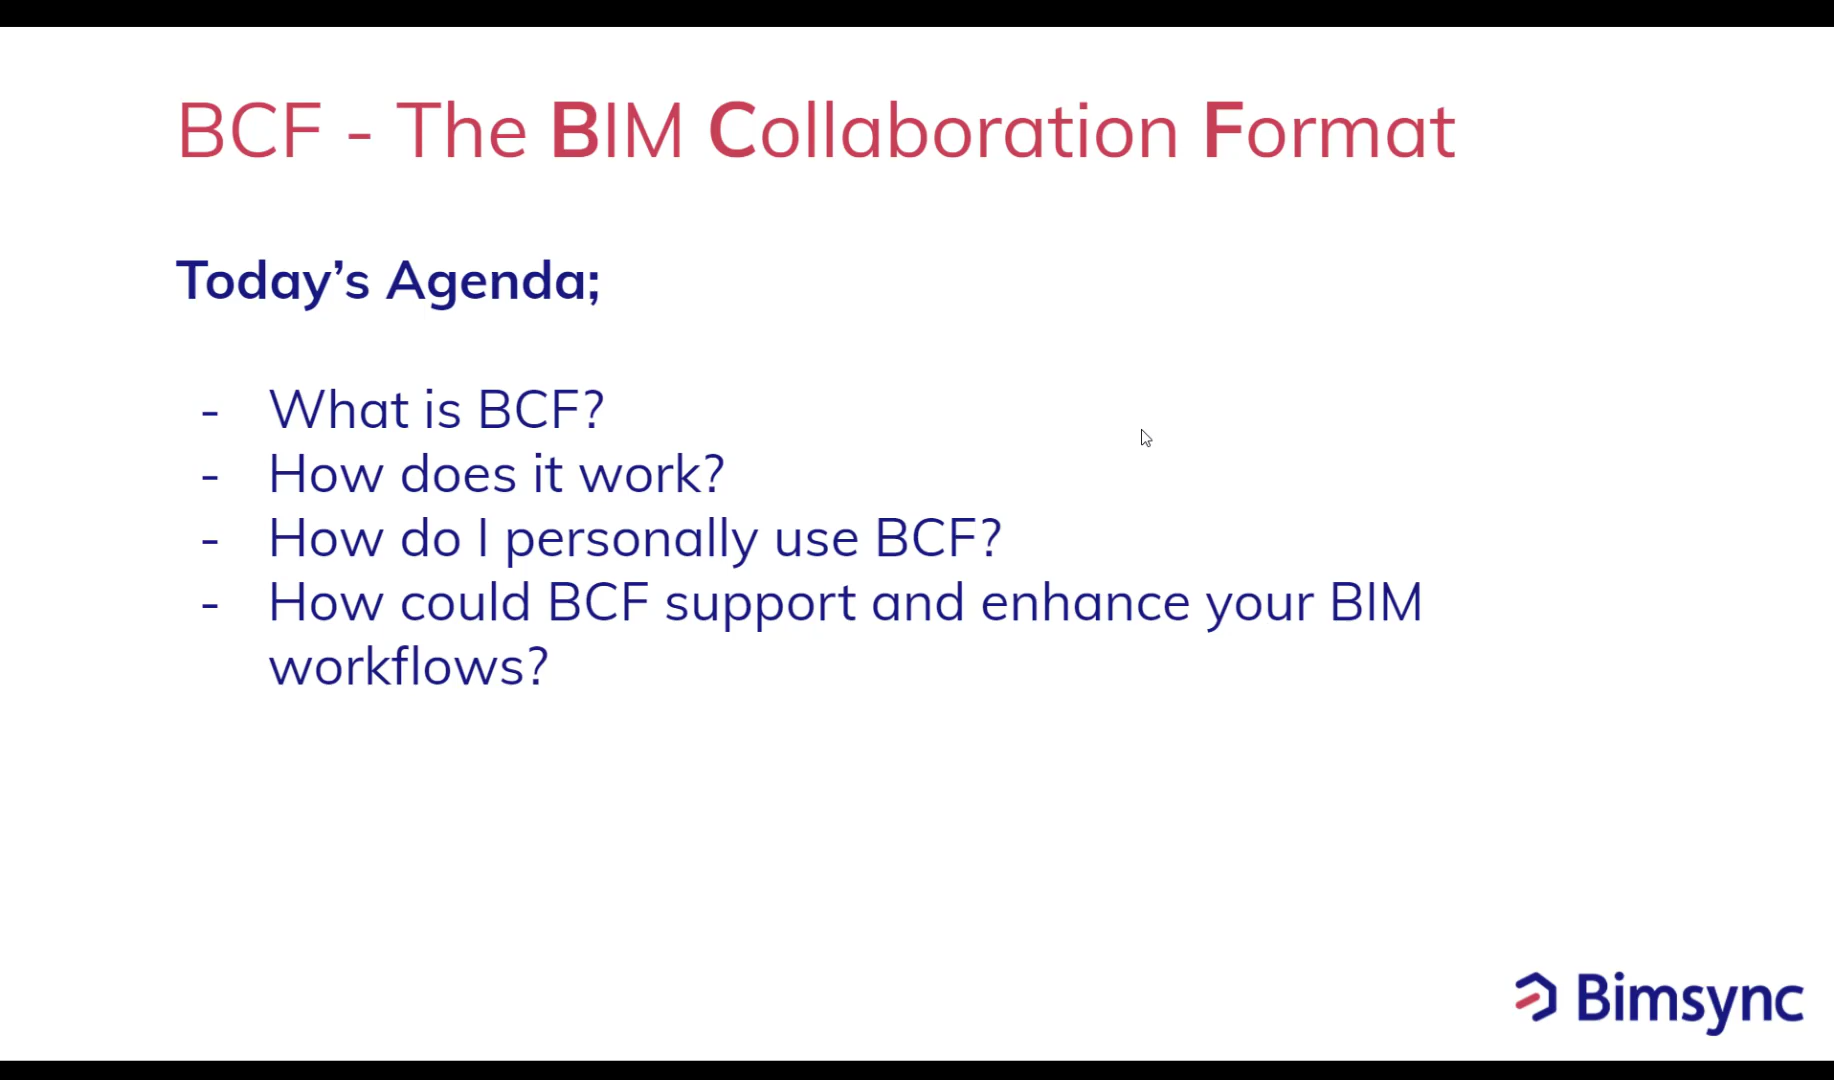 BCF - The BIM Collaboration Format
Today’s Agenda;
- What is BCF?
- How does it work?
- How do I personally use BCF?
- How could BCF support and enhance your BIM
workflows?
Bimsync